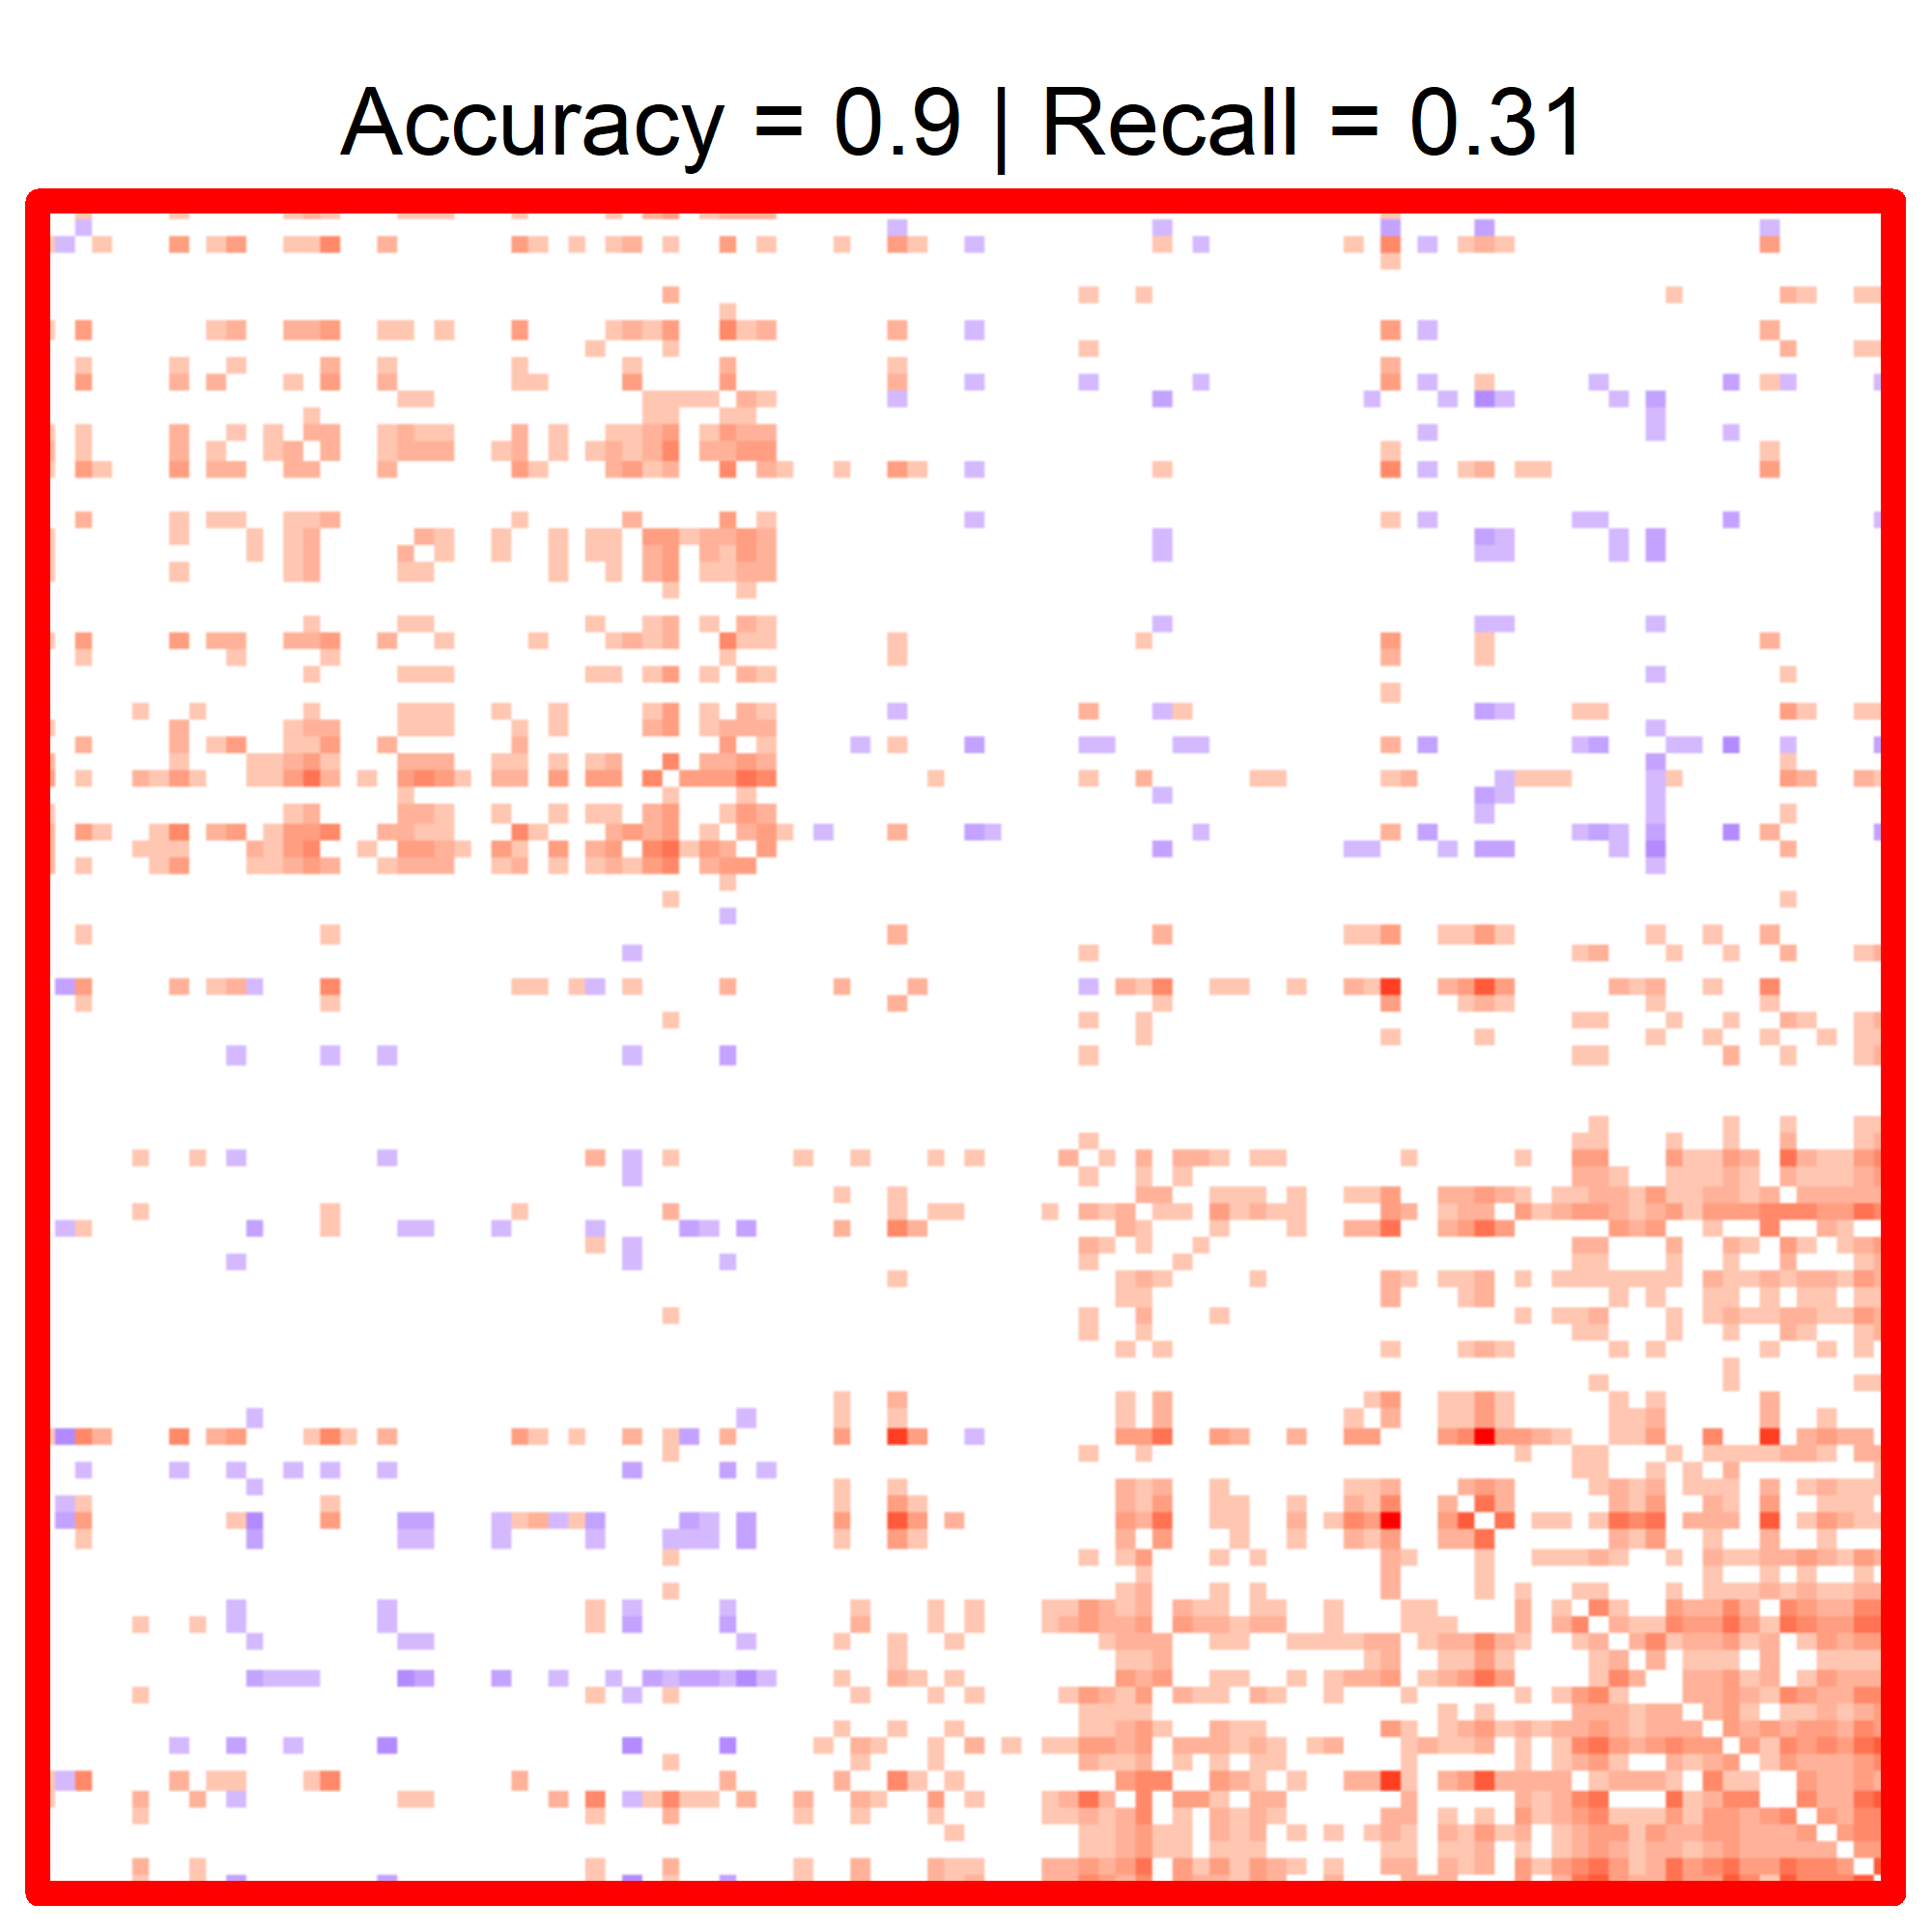 Accuracy = 0.9 | Recall = 0.31